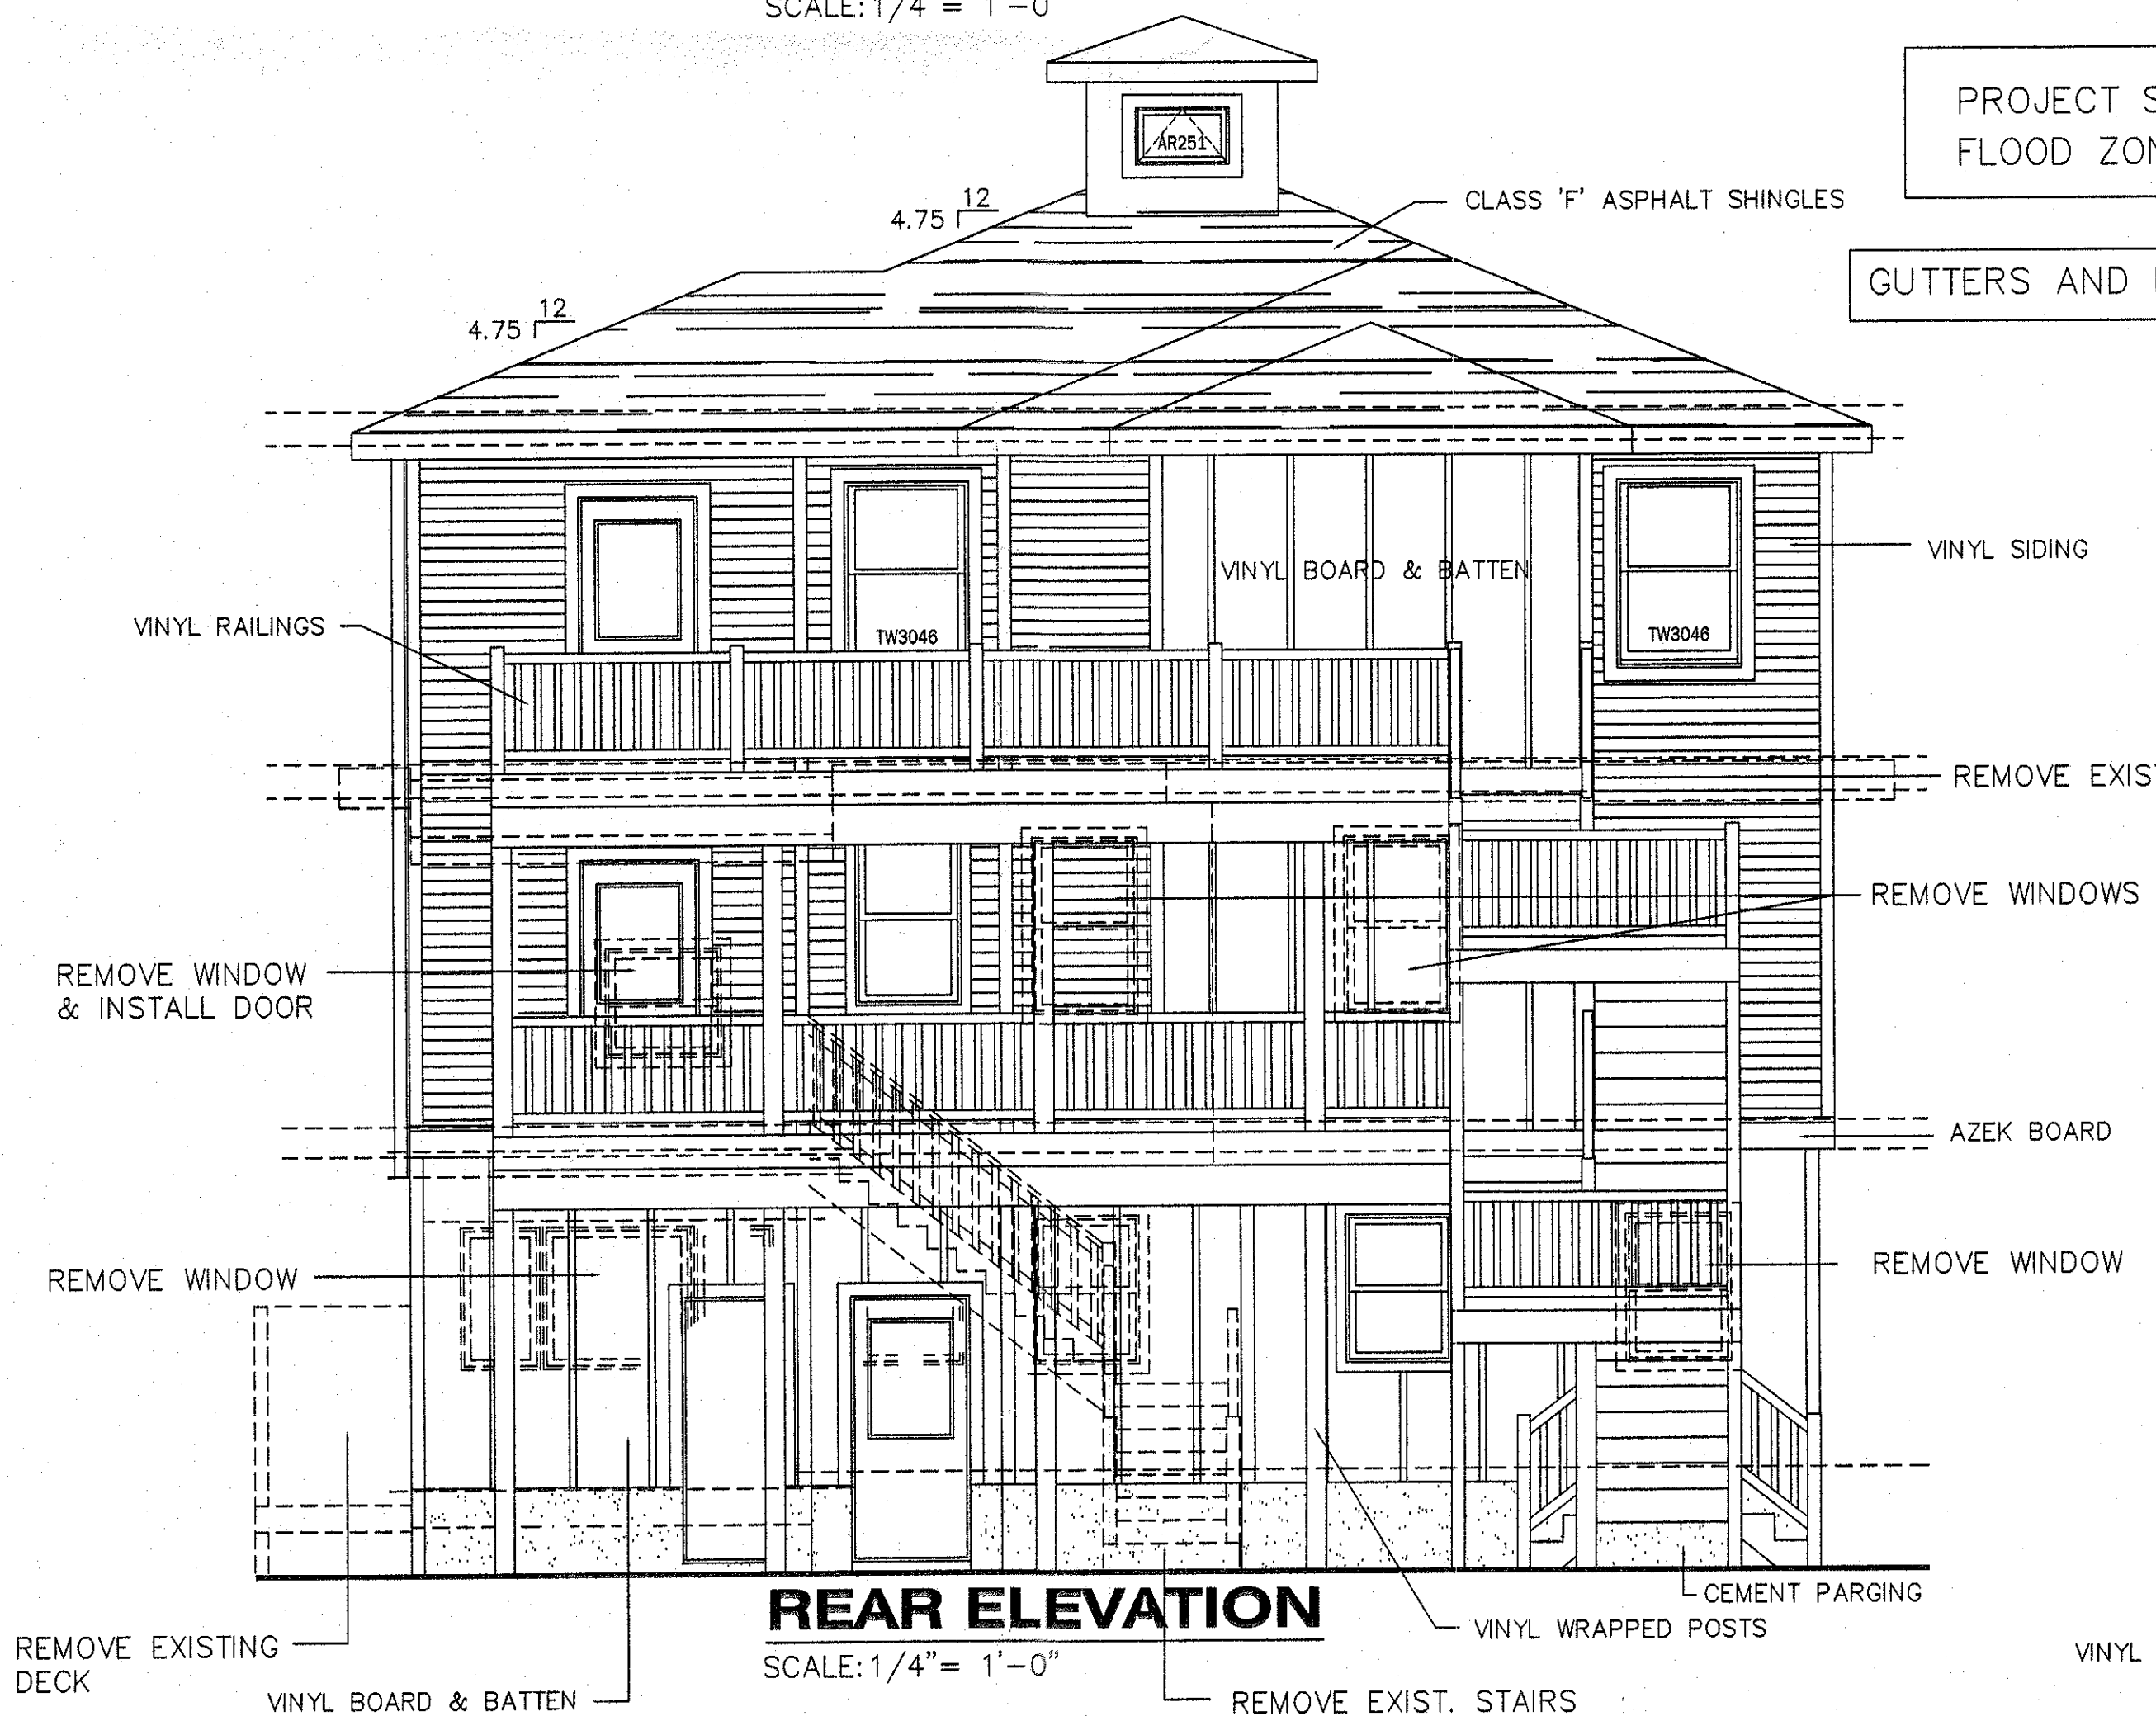 SCALE: 1/4 = 1 -0
PROJECT S
FLOOD ZON
AR251
12
4.75
CLASS 'F' ASPHALT SHINGLES
GUTTERS AND
12
4.75
VINYL BOARD & BATTEN
VINYL SIDING
VINYL RAILINGS
TW3046
TW3046
REMOVE EXIST
REMOVE WINDOWS
REMOVE WINDOW
& INSTALL DOOR
AZEK BOARD
REMOVE WINDOW
REMOVE WINDOW
CEMENT PARGING
REAR ELEVATION
VINYL WRAPPED POSTS
REMOVE EXISTING
DECK
SCALE: 1/4"= 1'-0"
VINYL
VINYL BOARD & BATTEN
REMOVE EXIST. STAIRS